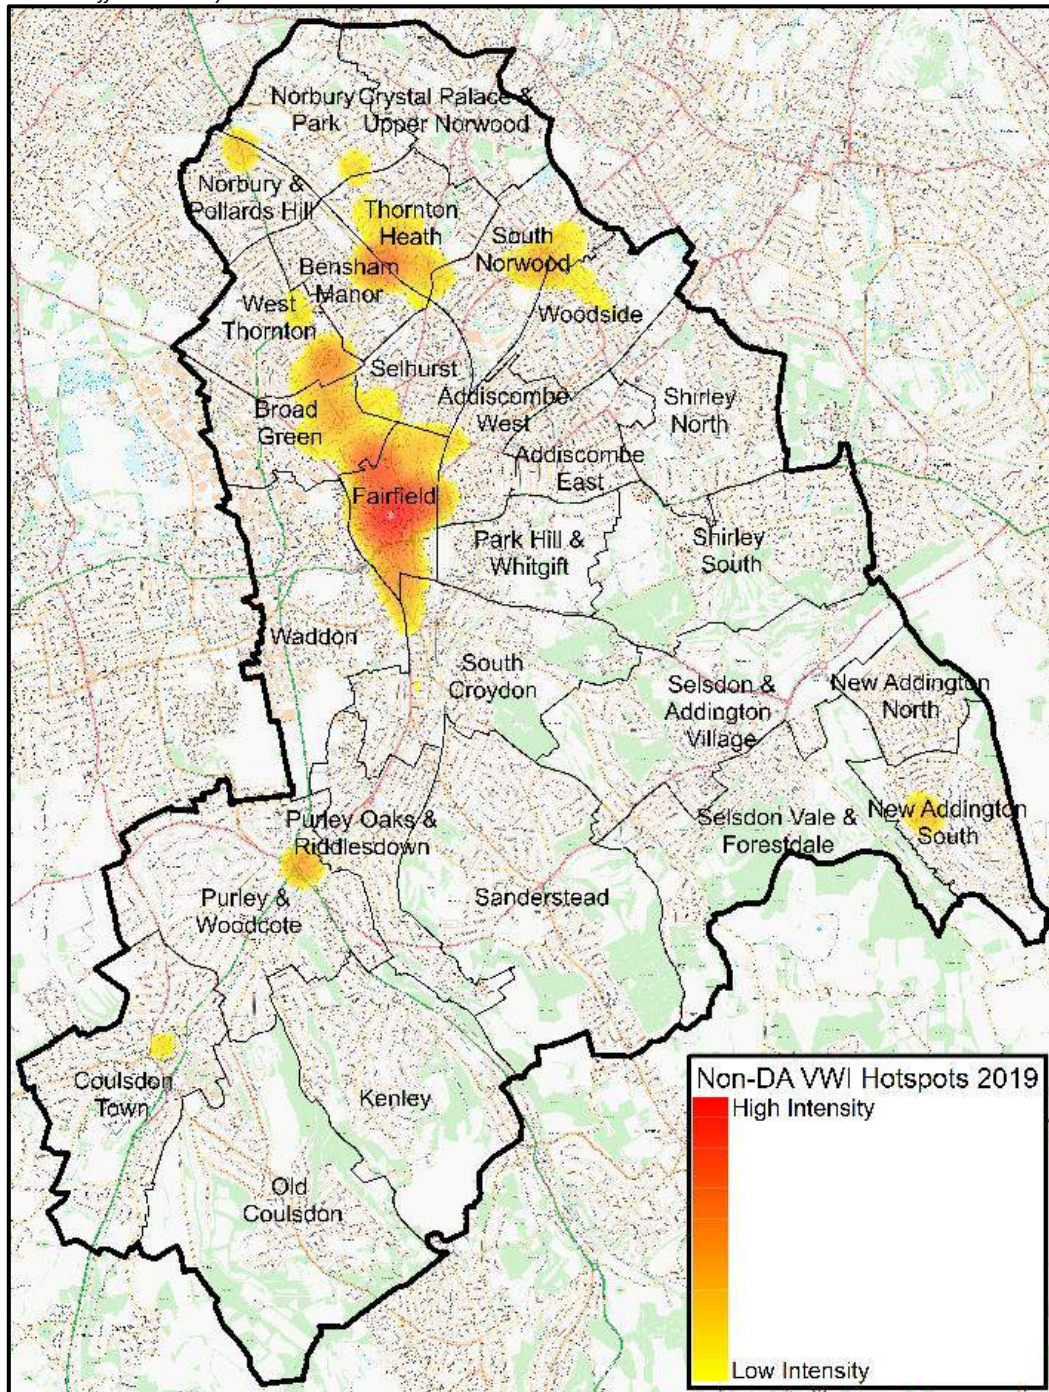 Norbury
Park
Crystal Palace &
Upper Norwood
Norbury &
Pollards Hill
Thornton
Heath
South
Norwood
Bensham
Manor
West
Thornton
Woodside
Selhurst
Addiscombe
West
Shirley
North
Broad
Green
Addiscombe
East
Fairfield
Park Hill &
Whitgift
Shirley
South
Waddon
South
Croydon
Selsdon &
Addington
Village
New Addington
North
Purley Oaks &
Riddlesdown
Selsdon Vale &
Forestdale
New Addington
South
Purley &
Woodcote
Sanderstead
Coulsdon
Town
Kenley
Old
Coulsdon
Non-DA VWI Hotspots 2019
High Intensity
Low Intensity